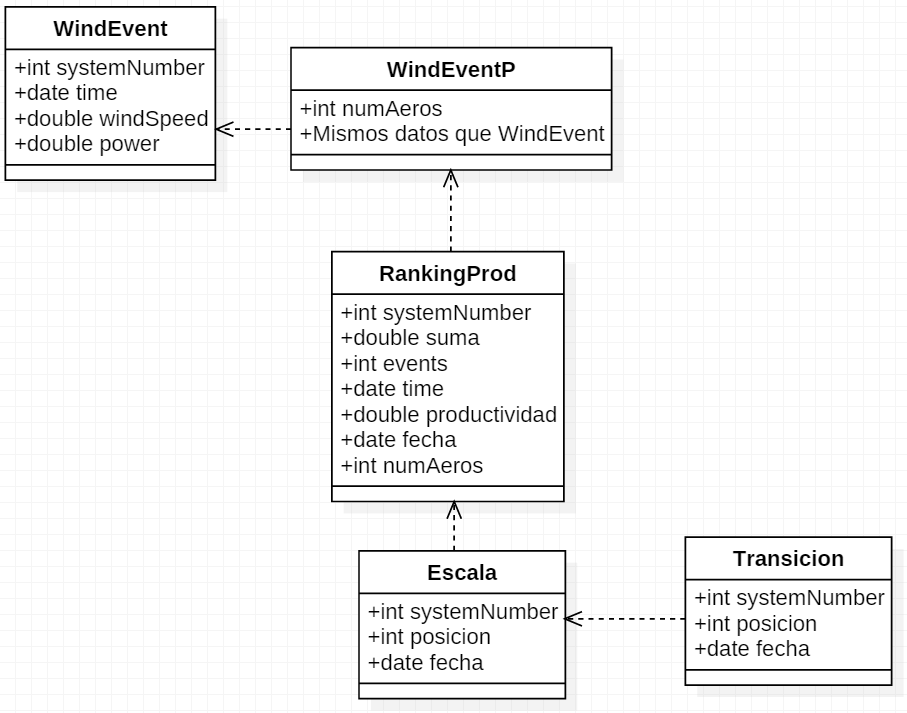 WindEvent
+int systemNumber
+date time
+double windSpeed
+double power
WindEventP
+int numAeros
+Mismos datos que WindEvent
RankingProd
+int systemNumber
+double suma
+int events
+date time
+double productividad
+date fecha
+int numAeros
Escala
+int systemNumber
+int posicion
+date fecha
Transicion
+int systemNumber
+int posicion
+date fecha